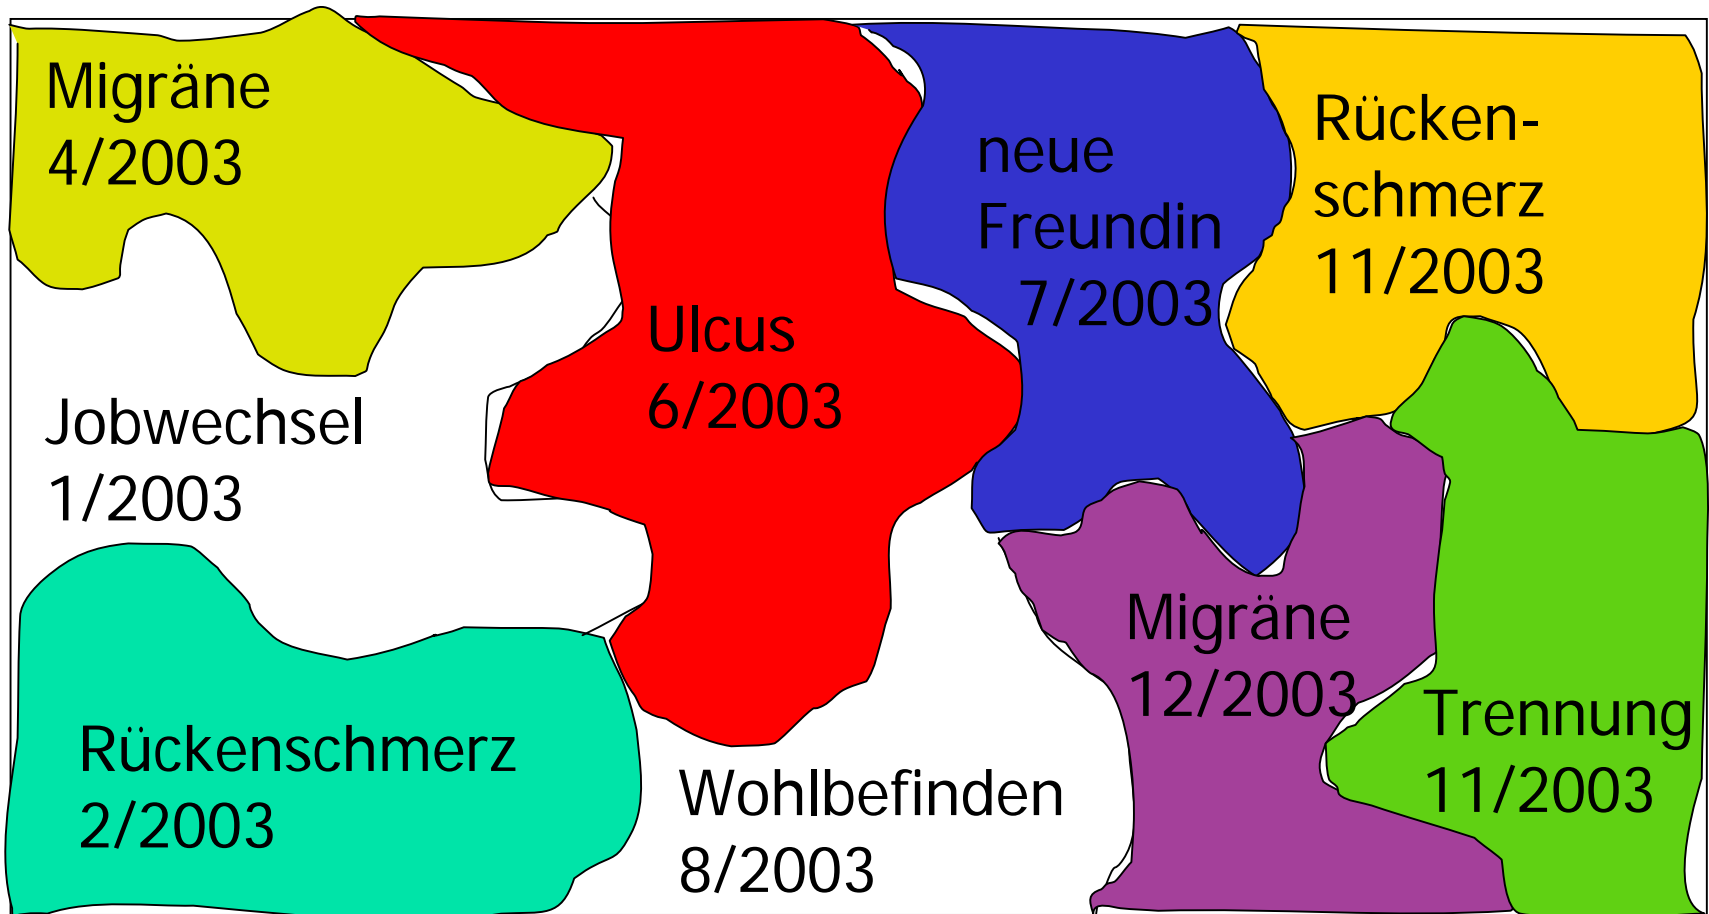 Migräne
4/2003
Jobwechsel
1/2003
Rückenschmerz
2/2003
Ulcus
6/2003
Wohlbefinden
8/2003
neue
Freundin
7/2003
Rücken-
schmerz
11/2003
Migräne
12/2003
Trennung
11/2003